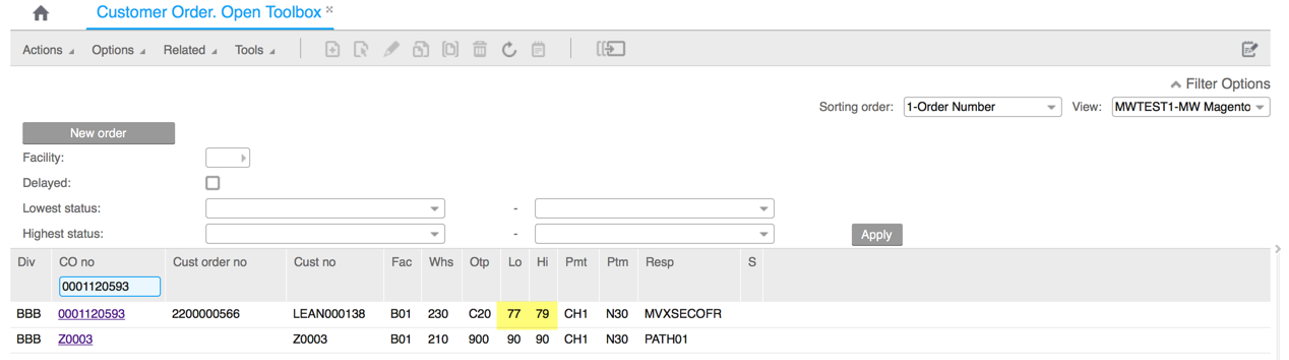 Customer Order. Open Toolbox
Actions Options Related Tools
Filter Options
Sorting order: 1-Order Number View: MWTEST1-MW Magento
New order
Facility:
Delayed:
Lowest status: -
Highest status: - Apply
Div CO no Cust order no Cust no Fac Whs Otp Lo Hi Pmt Ptm Resp S
0001120593
BBB 0001120593 2200000566 LEAN000138 B01 230 C20 77 79 CH1 N30 MVXSECOFR
BBB Z0003 Z0003 B01 210 900 90 90 CH1 N30 PATH01